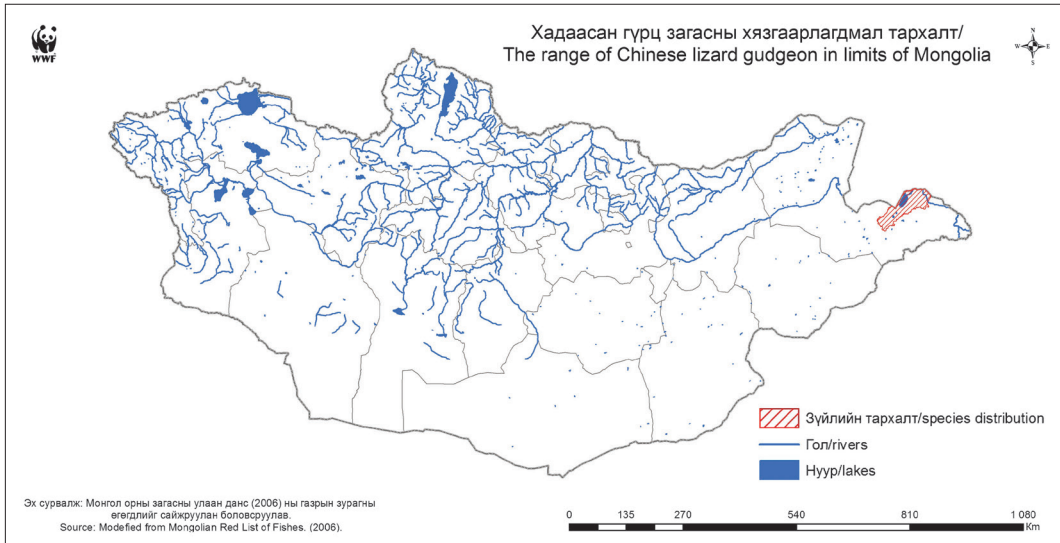 WWF
Хадаасан гүрц загасны хязгаарлагдмал тархалт/
The range of Chinese lizard gudgeon in limits of Mongolia
N
W E
S
Зүйлийн тархалт/species distribution
Гол/rivers
Нуур/lakes
Эх сурвалж: Монгол орны загасны улаан данс (2006) ны газрын зурагны
өгөгдлийг сайжруулан боловсруулав.
Source: Modefied from Mongolian Red List of Fishes. (2006).
0 135 270 540 810 1 080
Km